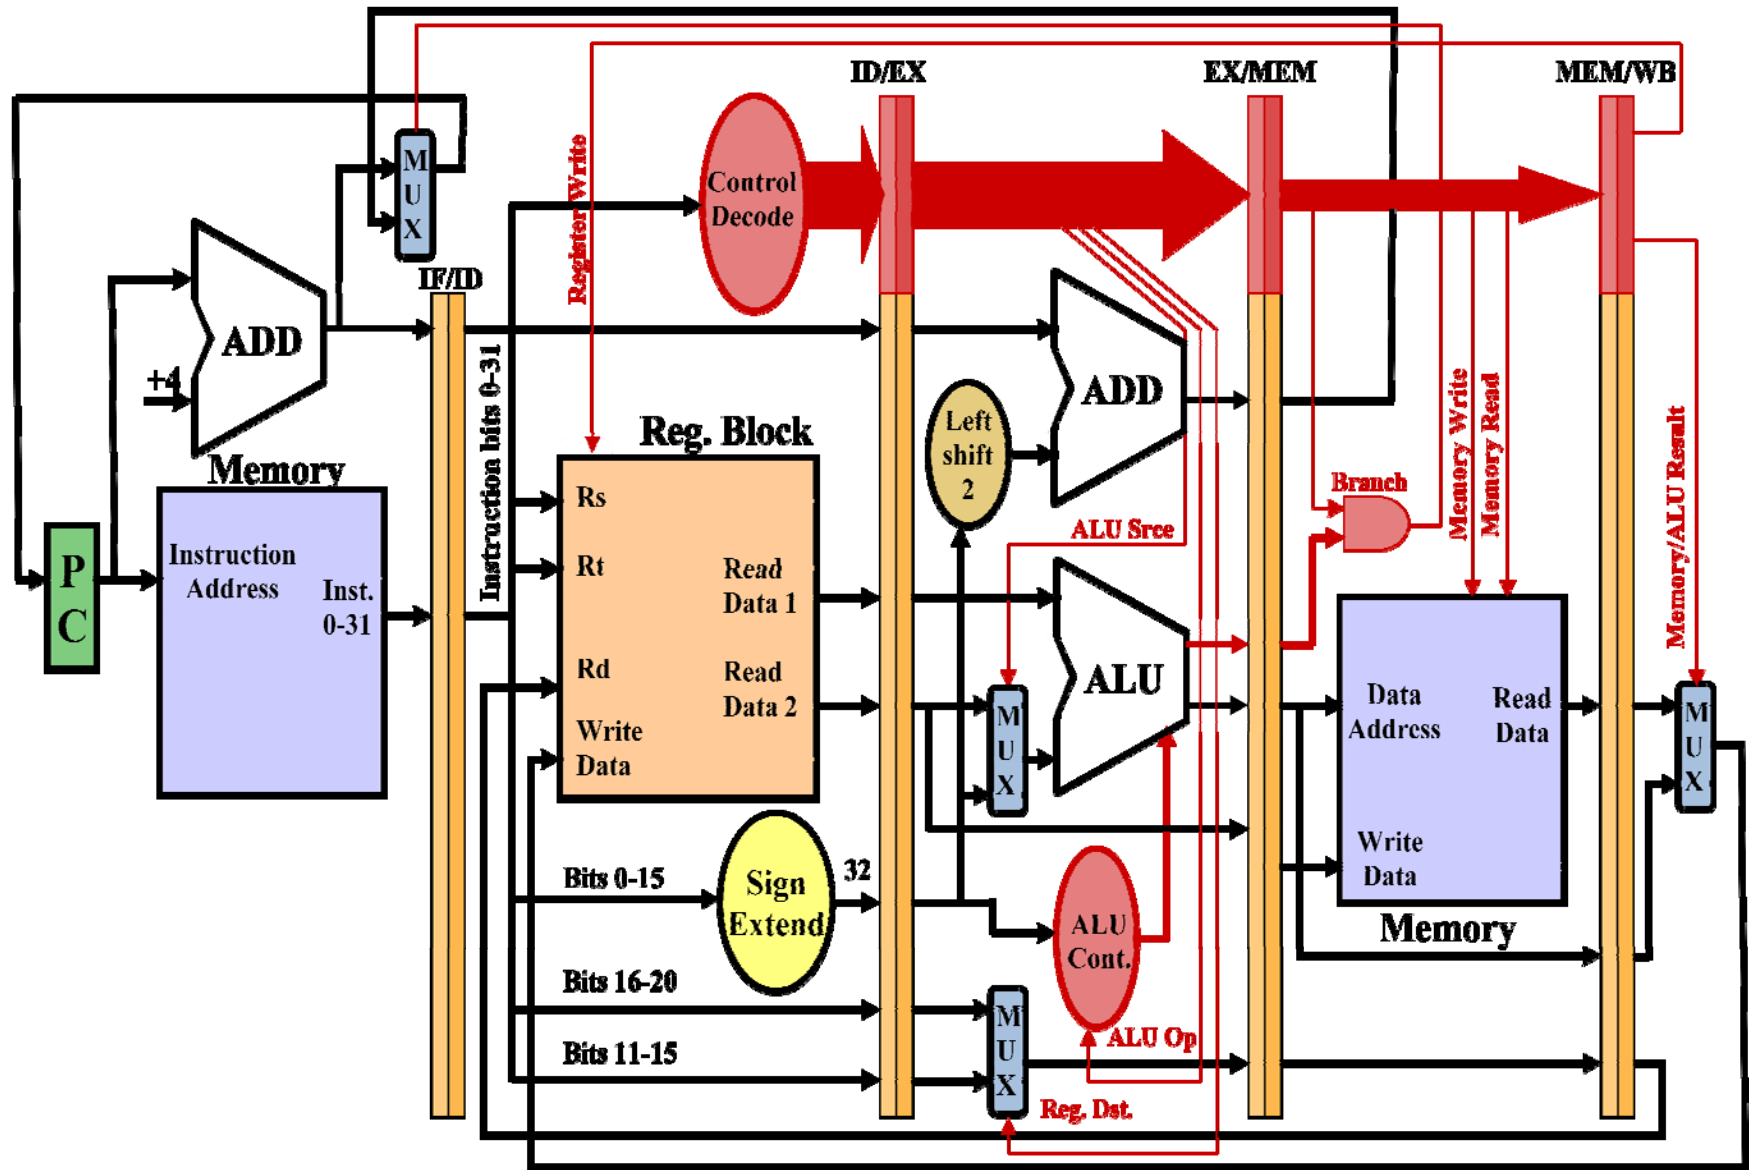 ID/EX
EX/MEM
MEM/WB
M
U
X
Control
Decode
Register Write
IF/ID
ADD
+4
ADD
Instruction bits 0-31
Left
shift
2
Reg. Block
Memory
Memory Write
Memory Read
Memory/ALU Result
Branch
ALU Srce
P
C
Instruction
Address
Inst.
0-31
Rs
Rt
Read
Data 1
Rd
Read
Data 2
Write
Data
M
U
X
ALU
Data
Address
Read
Data
M
U
X
Write
Data
Memory
Bits 0-15
Sign
Extend
32
ALU
Cont.
Bits 16-20
M
U
X
ALU Op
Bits 11-15
Reg. Dst.